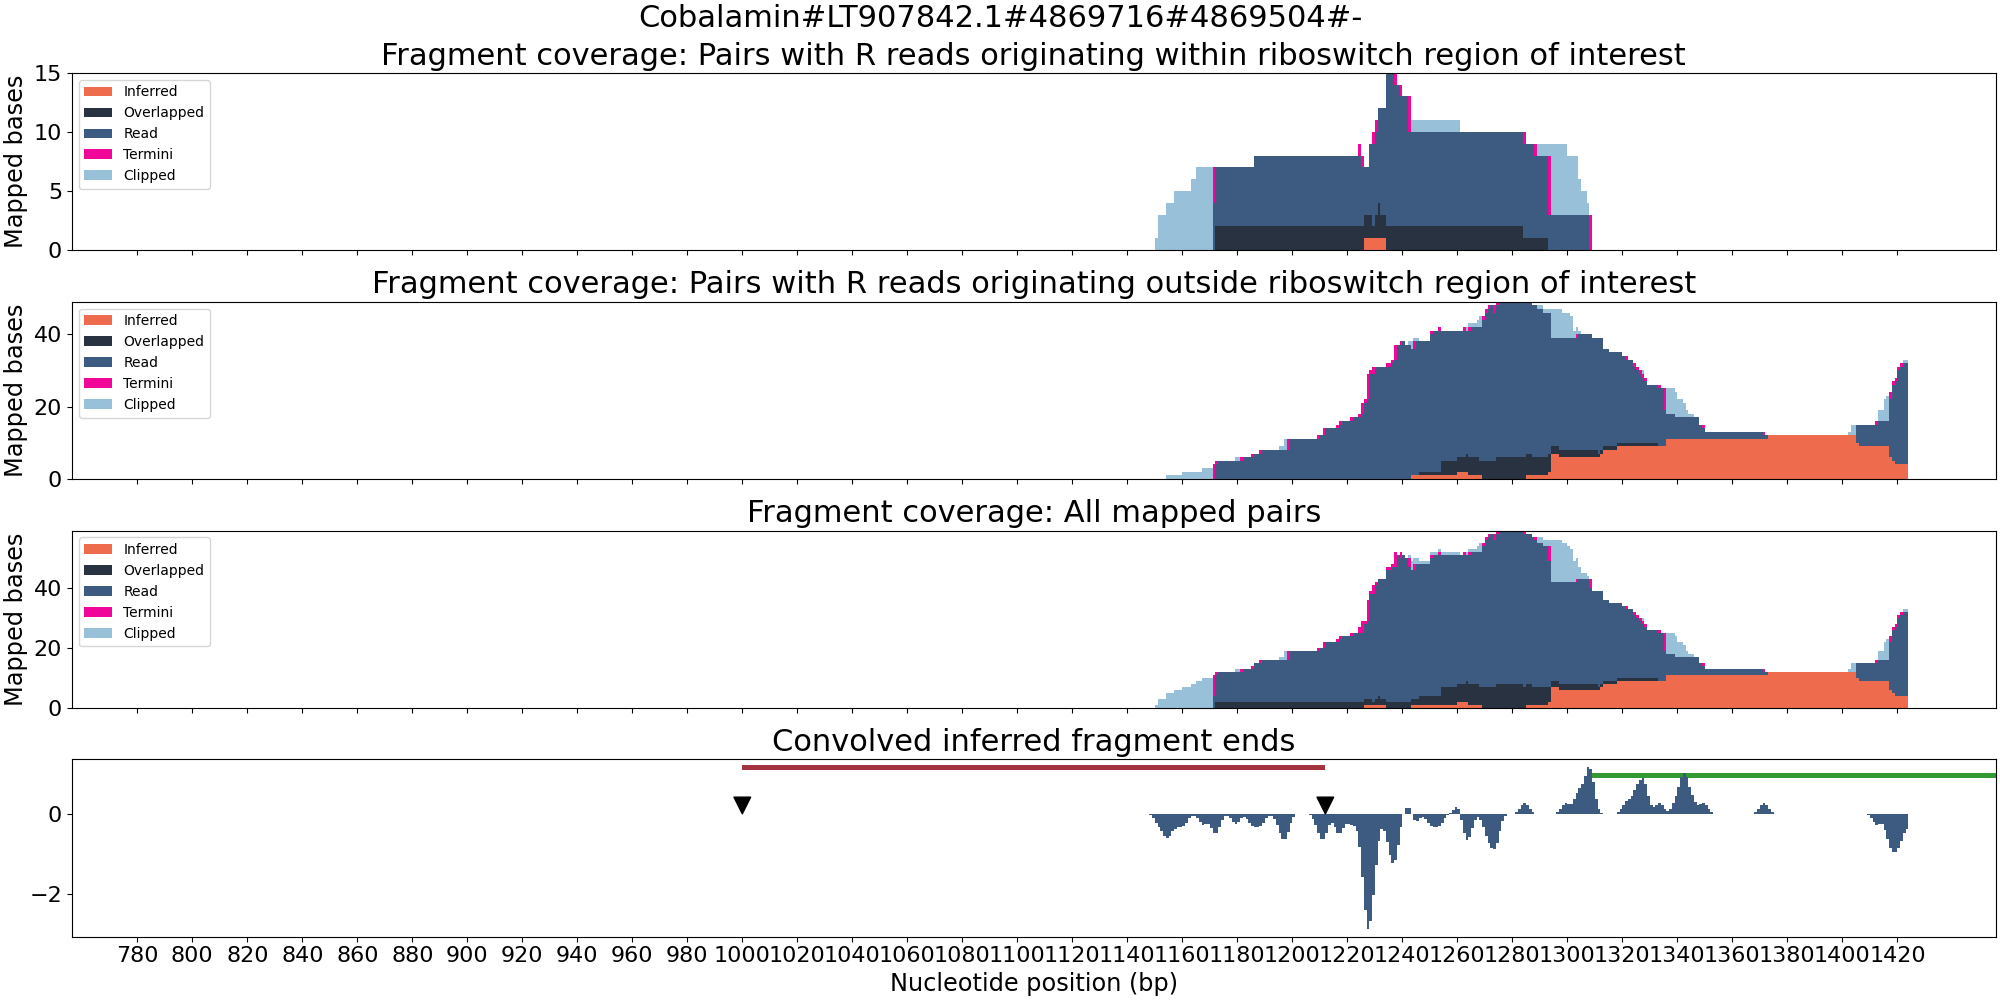 Cobalamin#LT907842.1#4869716#4869504#-
Fragment coverage: Pairs with R reads originating within riboswitch region of interest
Mapped bases
15
10
5
0
Inferred
Overlapped
Read
Termini
Clipped
Fragment coverage: Pairs with R reads originating outside riboswitch region of interest
Mapped bases
40
20
0
Inferred
Overlapped
Read
Termini
Clipped
Fragment coverage: All mapped pairs
Mapped bases
40
20
0
Inferred
Overlapped
Read
Termini
Clipped
Convolved inferred fragment ends
0
−2
780 800 820 840 860 880 900 920 940 960 980 1000 1020 1040 1060 1080 1100 1120 1140 1160 1180 1200 1220 1240 1260 1280 1300 1320 1340 1360 1380 1400 1420
Nucleotide position (bp)